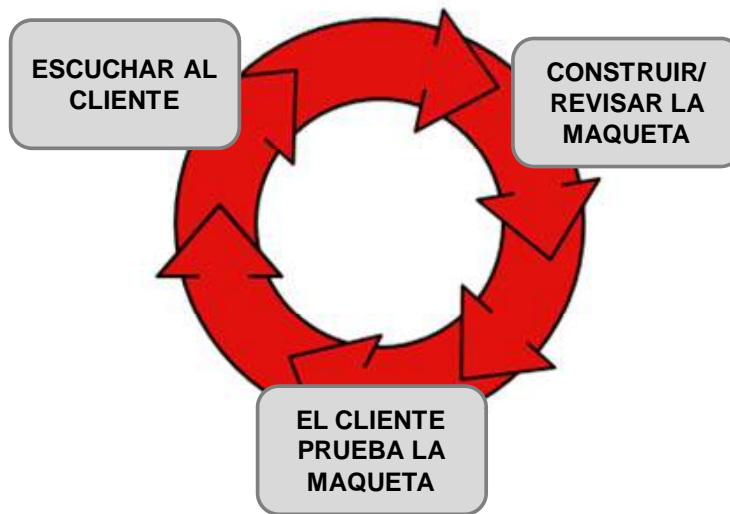 ESCUCHAR AL
CLIENTE
CONSTRUIR/
REVISAR LA
MAQUETA
EL CLIENTE
PRUEBA LA
MAQUETA